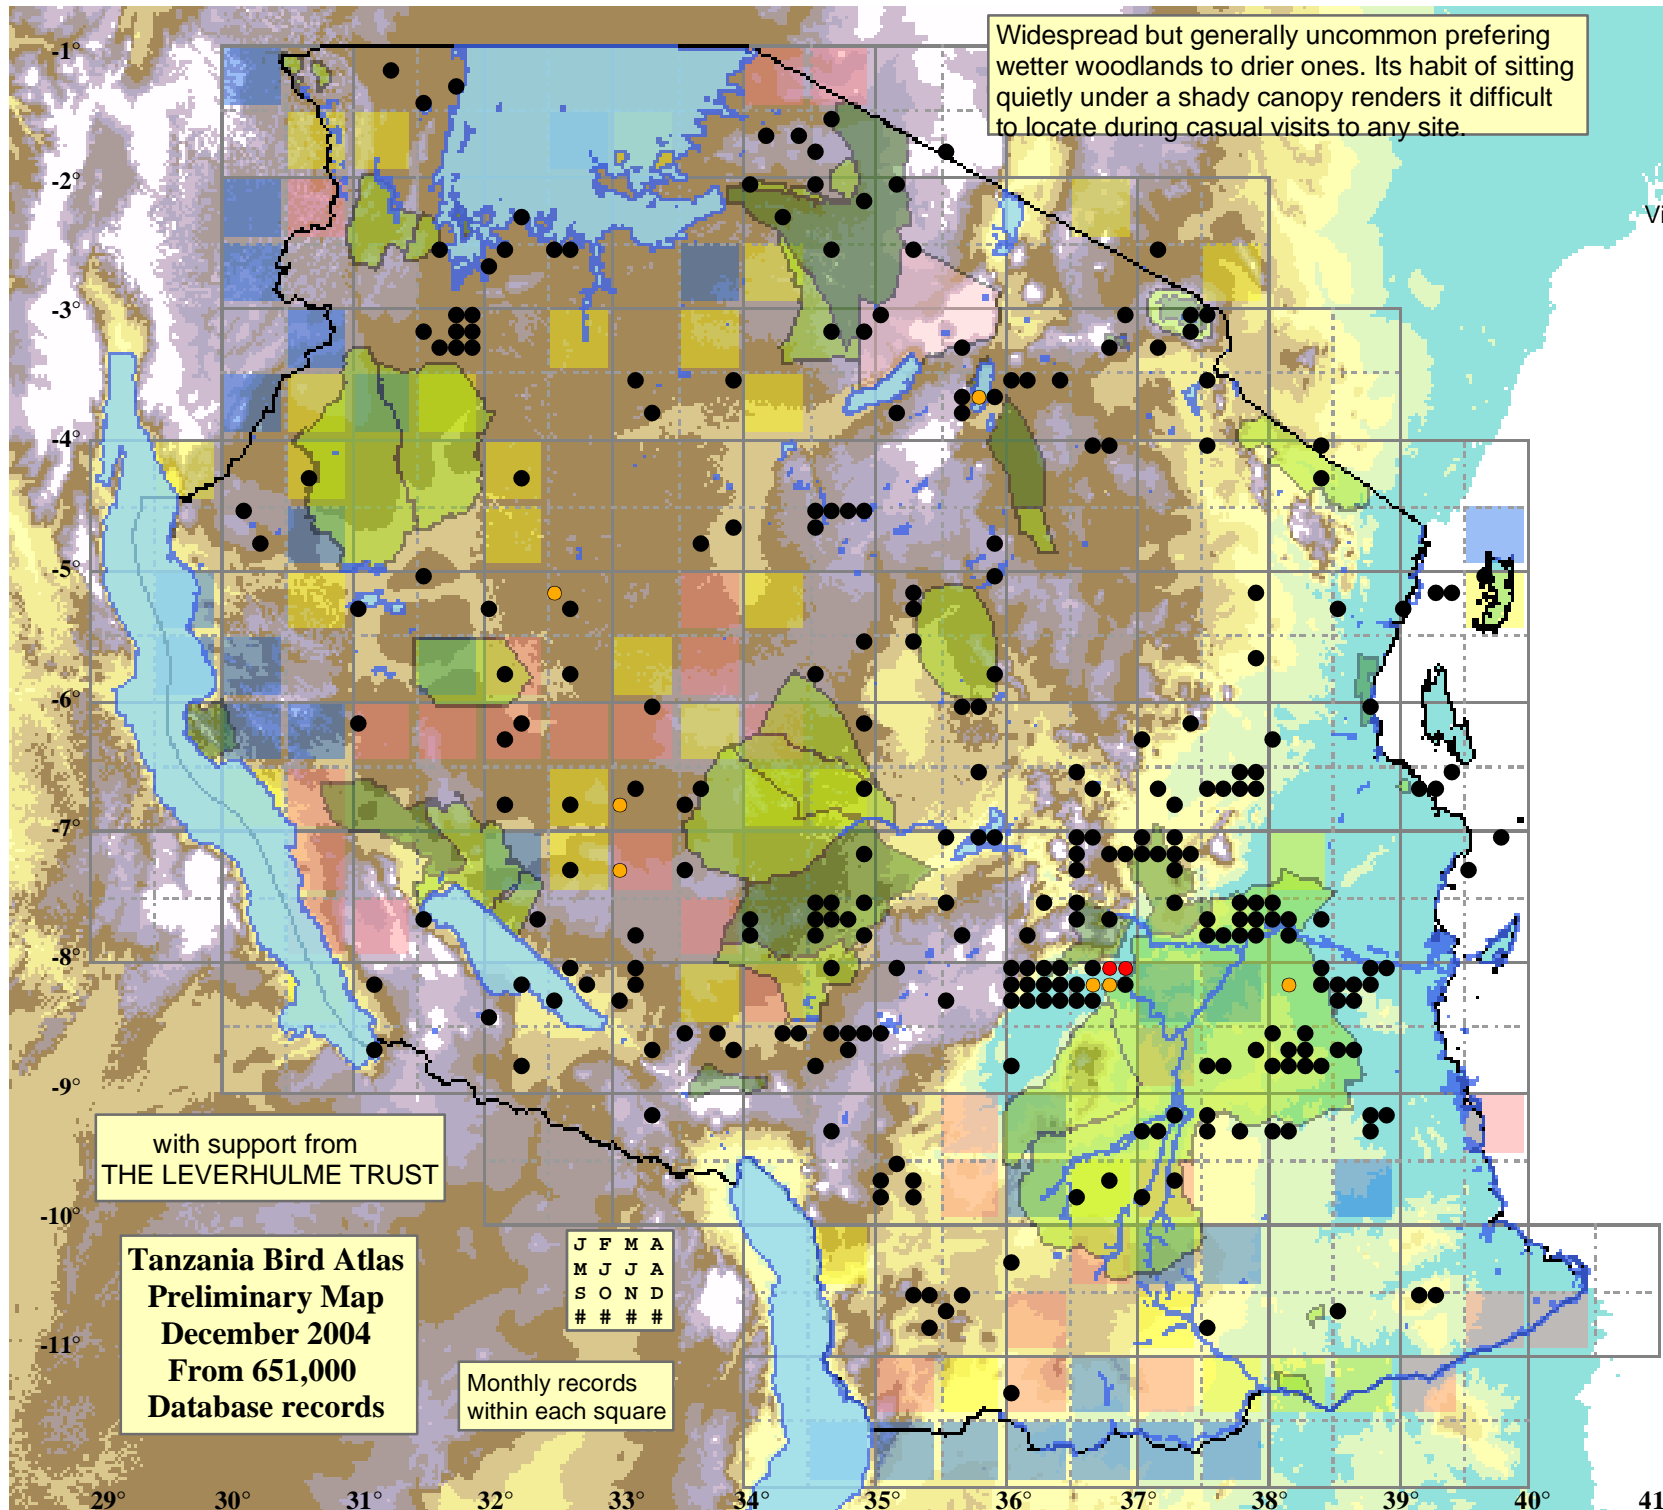 Widespread but generally uncommon prefering
wetter woodlands to drier ones. Its habit of sitting
quietly under a shady canopy renders it difficult
to locate during casual visits to any site.
-1°
-2°
Vi
-3°
-4°
-5°
-6°
-7°
-8°
-9°
with support from
THE LEVERHULME TRUST
-10°
Tanzania Bird Atlas
Preliminary Map
December 2004
From 651,000
Database records
J F M A
M J J A
S O N D
# # # #
-11°
Monthly records
within each square
29° 30° 31° 32° 33° 34° 35° 36° 37° 38° 39° 40° 41